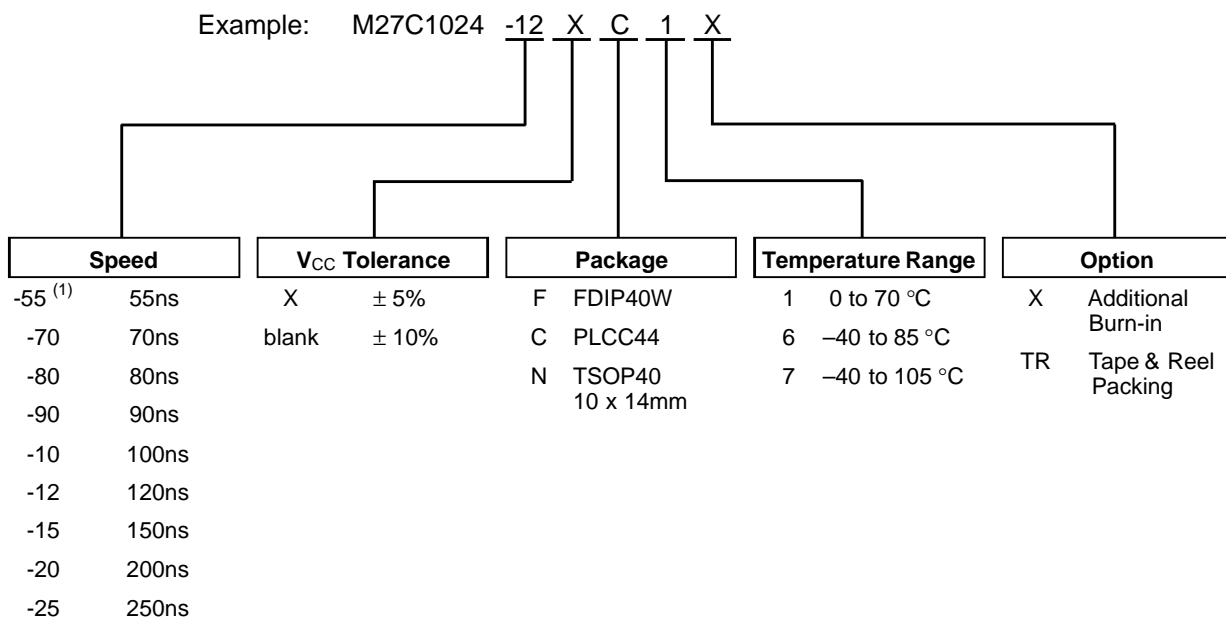 Example: M27C1024 -12 X C 1 X
Speed
-55 (1) 55ns
-70 70ns
-80 80ns
-90 90ns
-10 100ns
-12 120ns
-15 150ns
-20 200ns
-25 250ns
VCC Tolerance
X ± 5%
blank ± 10%
Package
F FDIP40W
C PLCC44
N TSOP40
10 x 14mm
Temperature Range
1 0 to 70 °C
6 –40 to 85 °C
7 –40 to 105 °C
Option
X Additional
Burn-in
TR Tape & Reel
Packing